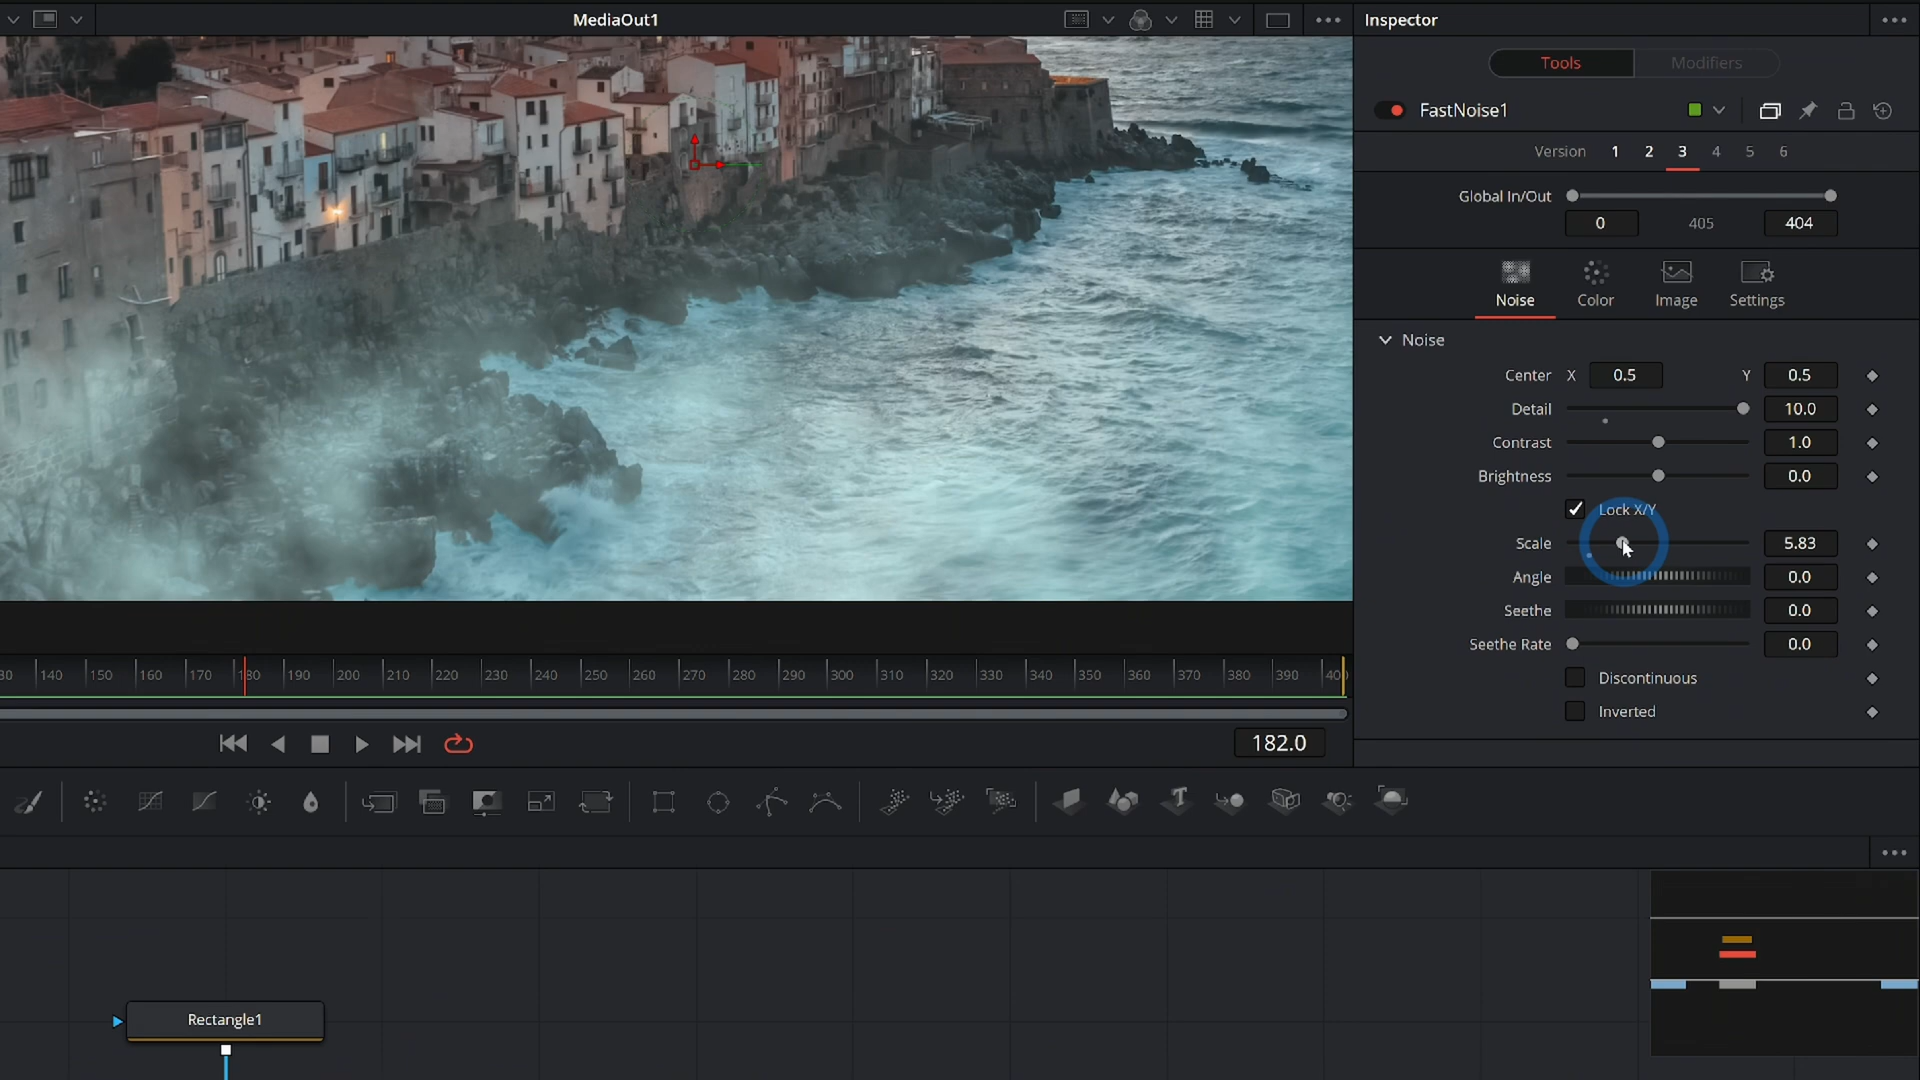 MediaOut1
Inspector
Tools Modifiers
FastNoise1
Version 1 2 3 4 5 6
Global In/Out
0 405 404
Noise Color Image Settings
Noise
Center X 0.5 Y 0.5
Detail 10.0
Contrast 1.0
Brightness 0.0
Lock X/Y
Scale 5.83
Angle 0.0
Seethe 0.0
Seethe Rate 0.0
Discontinuous
Inverted
30 140 150 160 170 180 190 200 210 220 230 240 250 260 270 280 290 300 310 320 330 340 350 360 370 380 390 400
182.0
Rectangle1